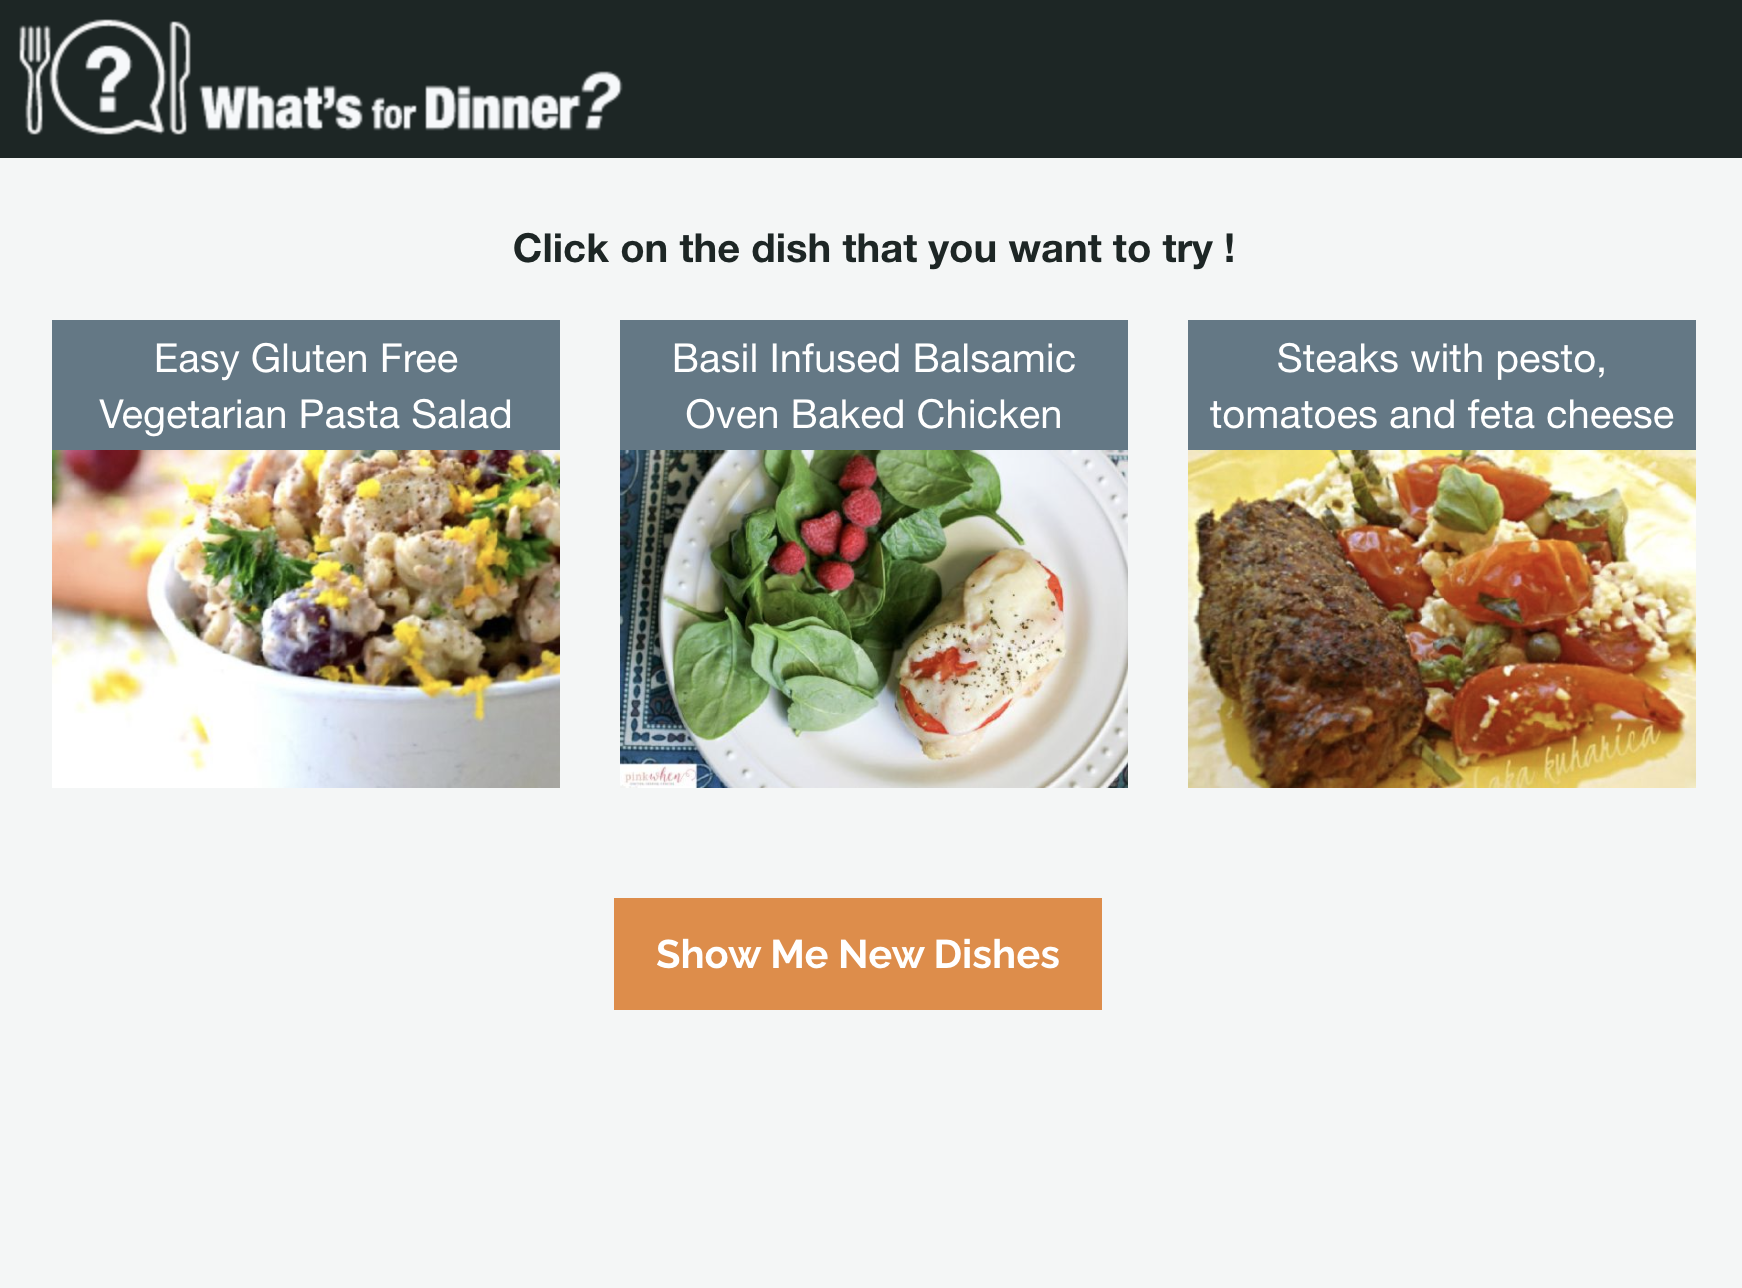 ?
What's for Dinner?
Click on the dish that you want to try !
Easy Gluten Free
Vegetarian Pasta Salad
Basil Infused Balsamic
Oven Baked Chicken
Steaks with pesto,
tomatoes and feta cheese
pinkwhen
Laka kuharica
Show Me New Dishes